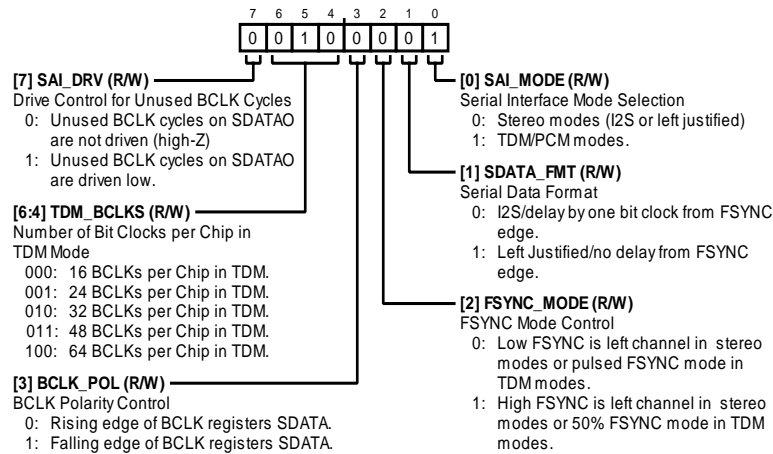 7 6 5 4 3 2 1 0
0 0 1 0 0 0 0 1
[7] SAI_DRV (R/W)
Drive Control for Unused BCLK Cycles
0: Unused BCLK cycles on SDATAO
are not driven (high-Z)
1: Unused BCLK cycles on SDATAO
are driven low.
[6:4] TDM_BCLKS (R/W)
Number of Bit Clocks per Chip in
TDM Mode
000: 16 BCLKs per Chip in TDM.
001: 24 BCLKs per Chip in TDM.
010: 32 BCLKs per Chip in TDM.
011: 48 BCLKs per Chip in TDM.
100: 64 BCLKs per Chip in TDM.
[3] BCLK_POL (R/W)
BCLK Polarity Control
0: Rising edge of BCLK registers SDATA.
1: Falling edge of BCLK registers SDATA.
[0] SAI_MODE (R/W)
Serial Interface Mode Selection
0: Stereo modes (I2S or left justified)
1: TDM/PCM modes.
[1] SDATA_FMT (R/W)
Serial Data Format
0: I2S/delay by one bit clock from FSYNC
edge.
1: Left Justified/no delay from FSYNC
edge.
[2] FSYNC_MODE (R/W)
FSYNC Mode Control
0: Low FSYNC is left channel in stereo
modes or pulsed FSYNC mode in
TDM modes.
1: High FSYNC is left channel in stereo
modes or 50% FSYNC mode in TDM
modes.